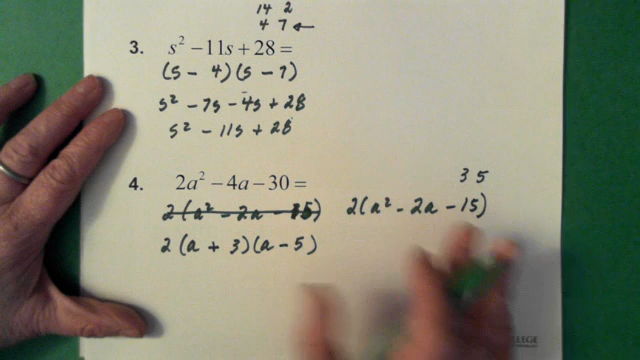 14 2
4 7 ←
3. s² − 11s + 28 =
(s − 4)(s − 7)
s² − 7s − 4s + 28
s² − 11s + 28
4. 2a² − 4a − 30 =
3 5
2(a² − 2a − 15) 2(a² − 2a − 15)
2(a + 3)(a − 5)
LEGE